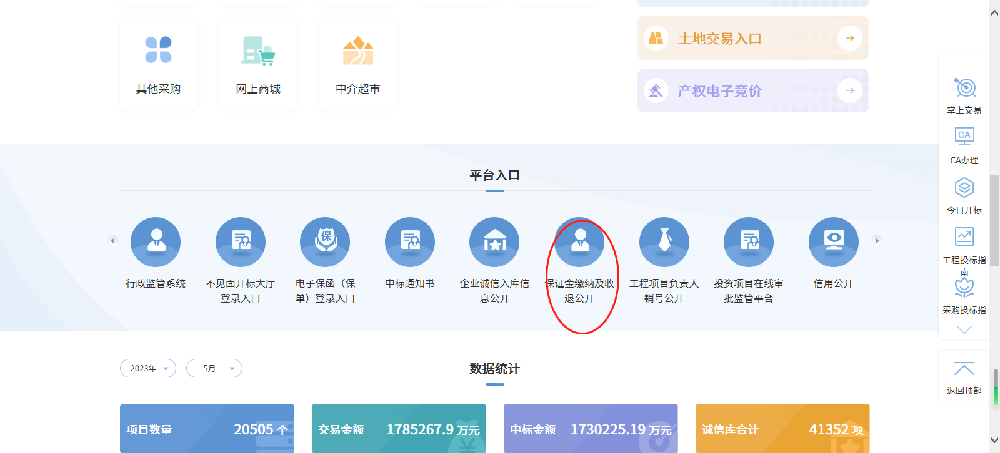 其他采购
网上商城
中介超市
土地交易入口
产权电子竞价
平台入口
行政监管系统
不见面开标大厅
登录入口
保
电子保函（保
单）登录入口
中标通知书
企业诚信入库信
息公开
保证金缴纳及收
退公开
工程项目负责人
销号公开
投资项目在线审
批监管平台
信用公开
2023年
5月
数据统计
项目数量 20505 个
交易金额 1785267.9 万元
中标金额 1730225.19 万元
诚信库合计 41352 项
掌上交易
CA
CA办理
今日开标
工程投标指
南
采购投标指
返回顶部